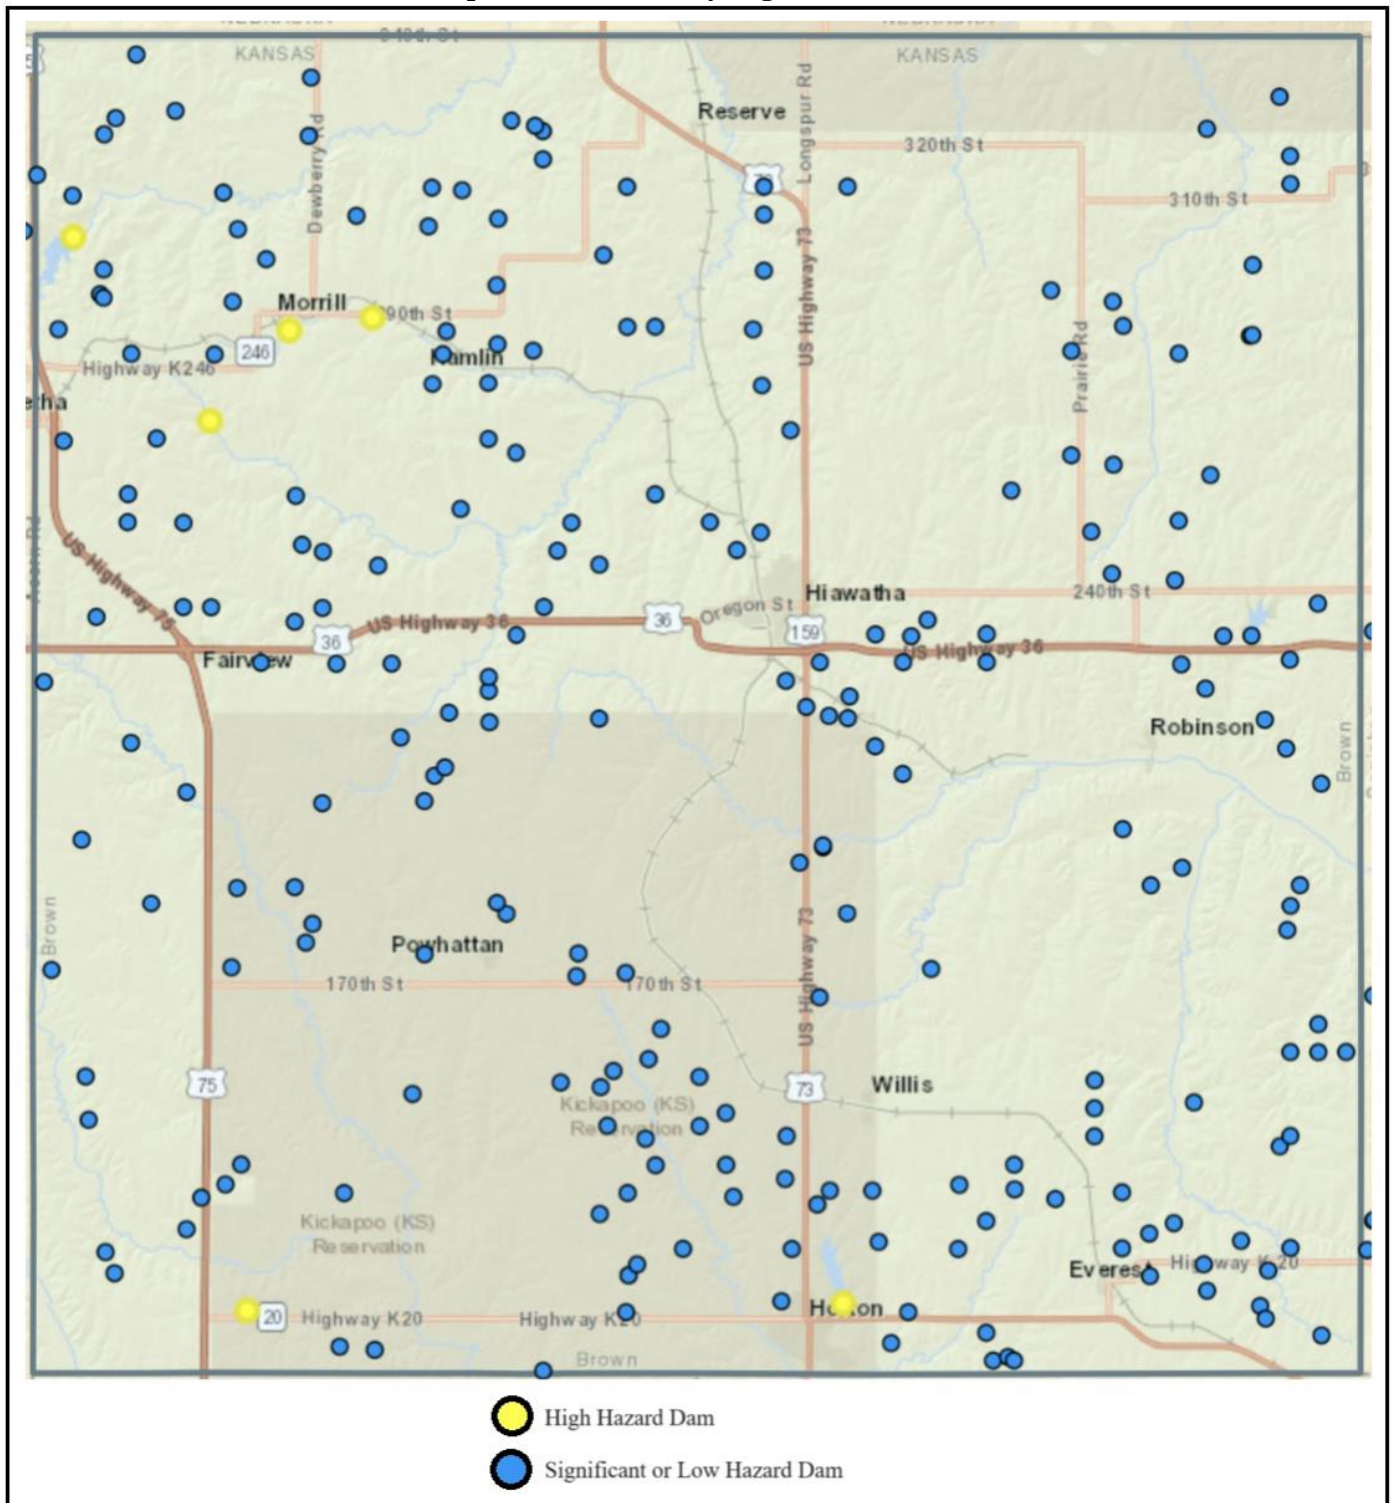 KANSAS
KANSAS
Reserve
Longspur Rd
Dewberry Rd
320th St
310th St
US Highway 73
Morrill
90th St
246
Hamlin
Highway K246
Prairie Rd
US Highway 75
Hiawatha
240th St
Oregon St
36
159
US Highway 36
36
US Highway 36
Fairview
Robinson
Brown
Brown
US Highway 73
Powhattan
170th St
170th St
75
73
Willis
Kickapoo (KS)
Reservation
Kickapoo (KS)
Reservation
Everest
Highway K20
Horton
20
Highway K20
Highway K20
Brown
High Hazard Dam
Significant or Low Hazard Dam